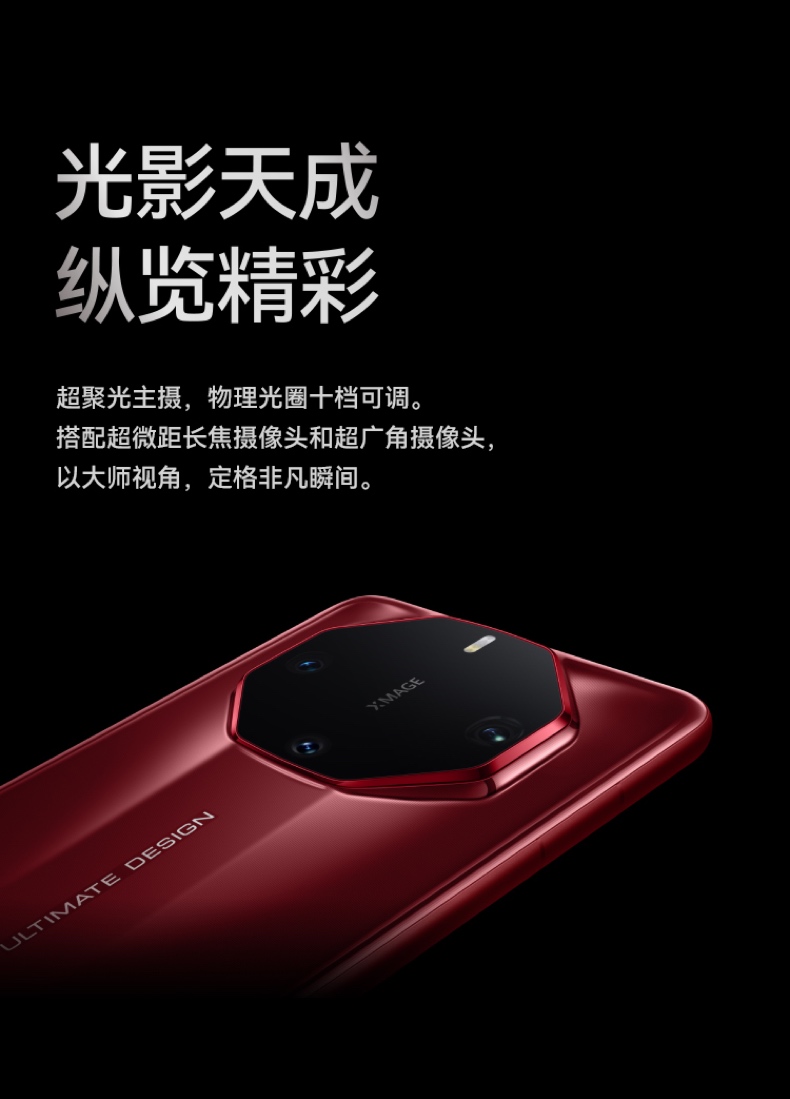 光影天成
纵览精彩
超聚光主摄，物理光圈十档可调。
搭配超微距长焦摄像头和超广角摄像头，
以大师视角，定格非凡瞬间。
XMAGE
ULTIMATE DESIGN